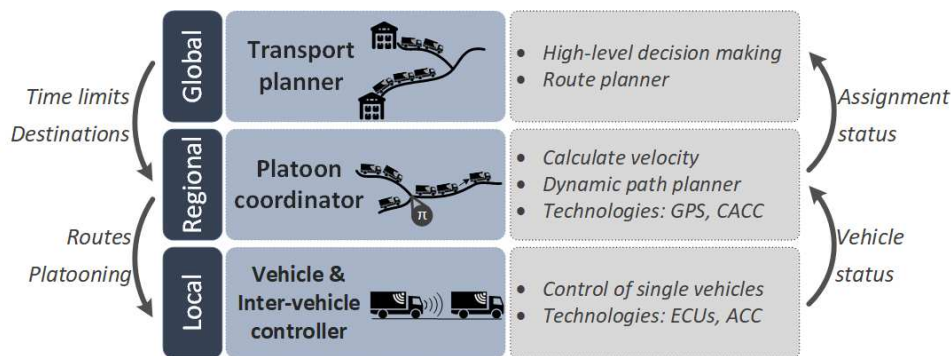 Global
Transport
planner
• High-level decision making
• Route planner
Time limits
Destinations
Assignment
status
Regional
Platoon
coordinator
π
• Calculate velocity
• Dynamic path planner
• Technologies: GPS, CACC
Routes
Platooning
Vehicle
status
Local
Vehicle &
Inter-vehicle
controller
• Control of single vehicles
• Technologies: ECUs, ACC